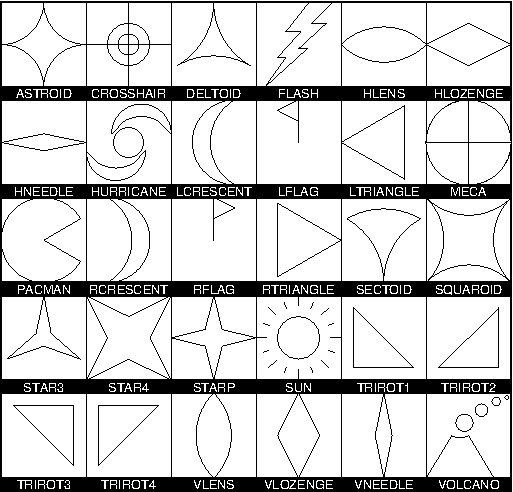 ASTROID CROSSHAIR DELTOID FLASH HLENS HLOZENGE
HNEEDLE HURRICANE LCRESCENT LFLAG LTRIANGLE MECA
PACMAN RCRESCENT RFLAG RTRIANGLE SECTOID SQUAROID
STAR3 STAR4 STARP SUN TRIROT1 TRIROT2
TRIROT3 TRIROT4 VLENS VLOZENGE VNEEDLE VOLCANO